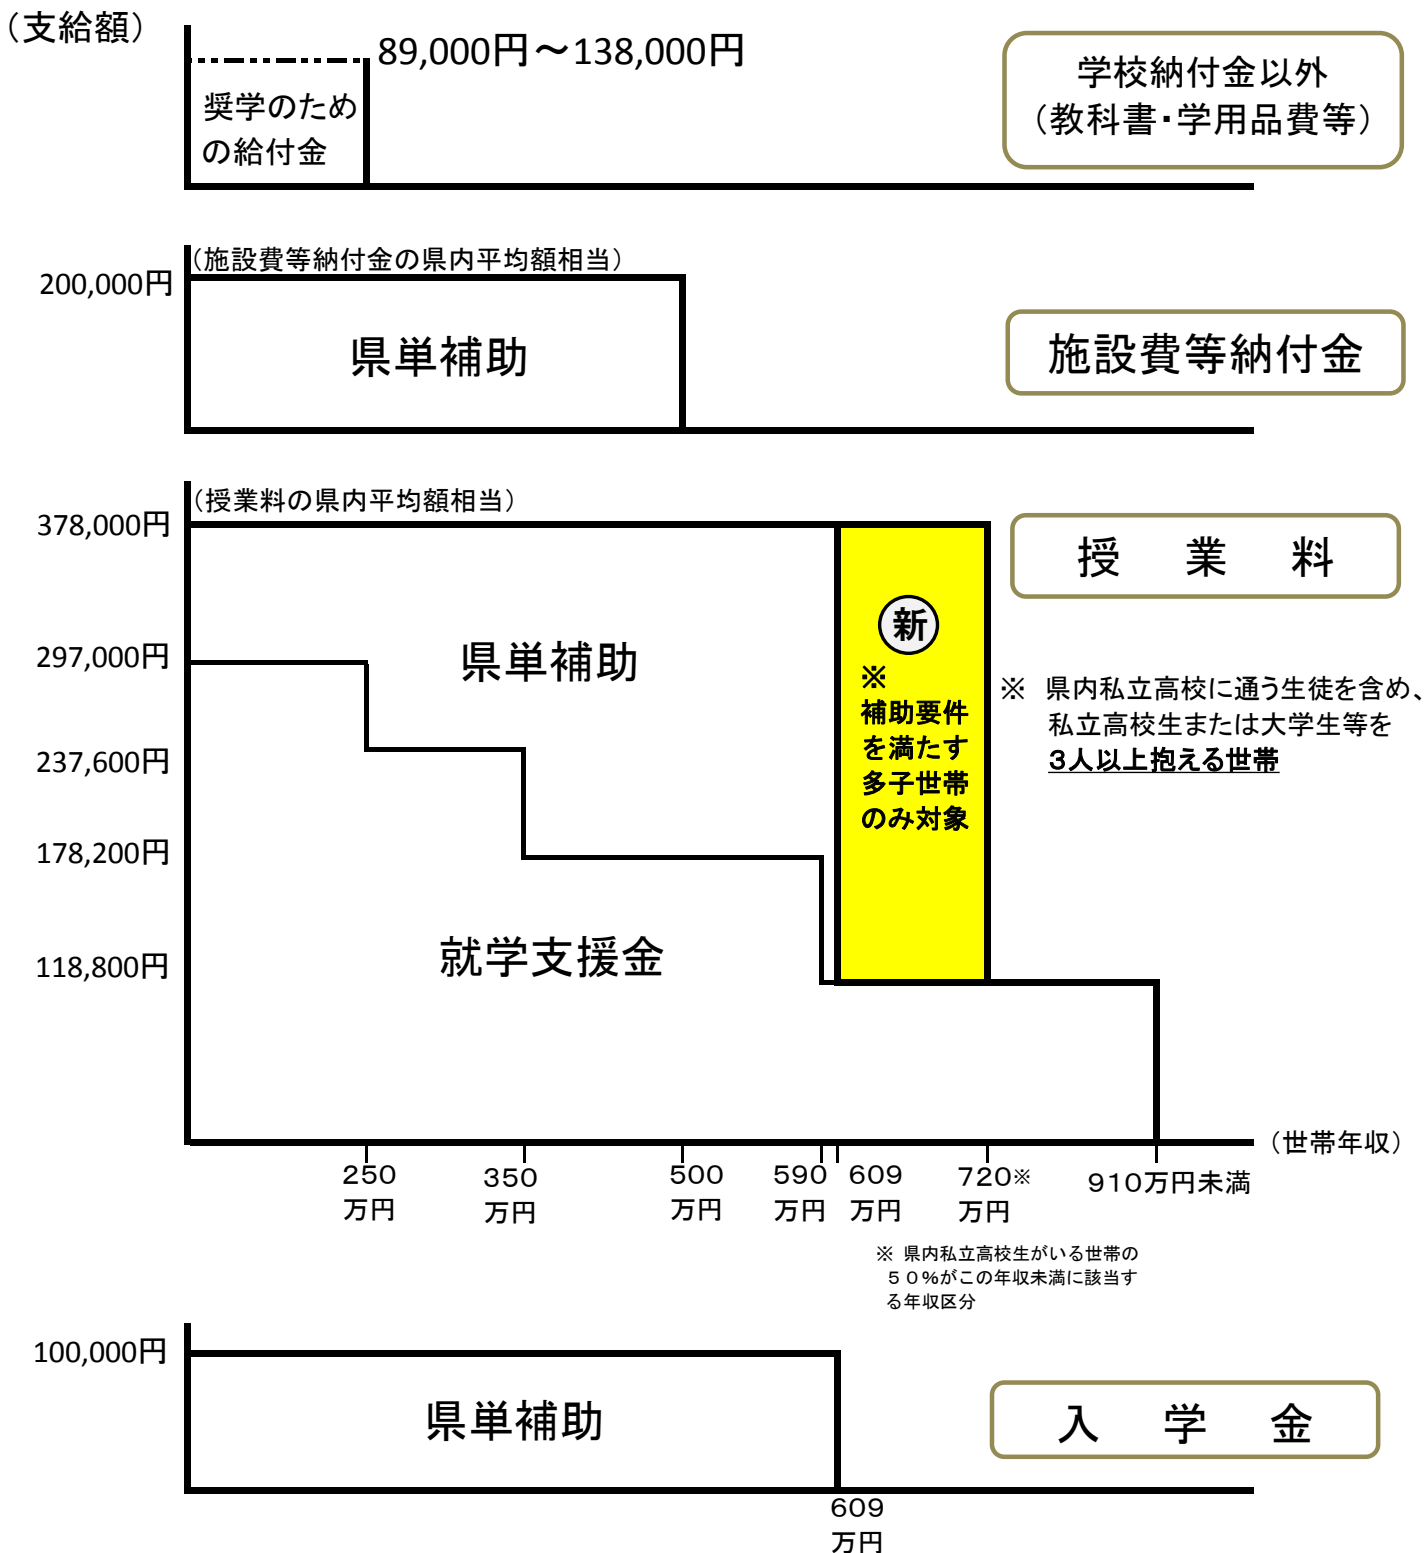 （支給額）
89,000円～138,000円
奨学のため
の給付金
学校納付金以外
（教科書・学用品費等）
（施設費等納付金の県内平均額相当）
200,000円
県単補助
施設費等納付金
（授業料の県内平均額相当）
378,000円
297,000円
237,600円
178,200円
118,800円
県単補助
就学支援金
新
※
補助要件
を満たす
多子世帯
のみ対象
授　業　料
※　県内私立高校に通う生徒を含め、
私立高校生または大学生等を
３人以上抱える世帯
（世帯年収）
250
万円
350
万円
500
万円
590
万円
609
万円
720※
万円
910万円未満
※ 県内私立高校生がいる世帯の
５０%がこの年収未満に該当す
る年収区分
100,000円
県単補助
入　学　金
609
万円